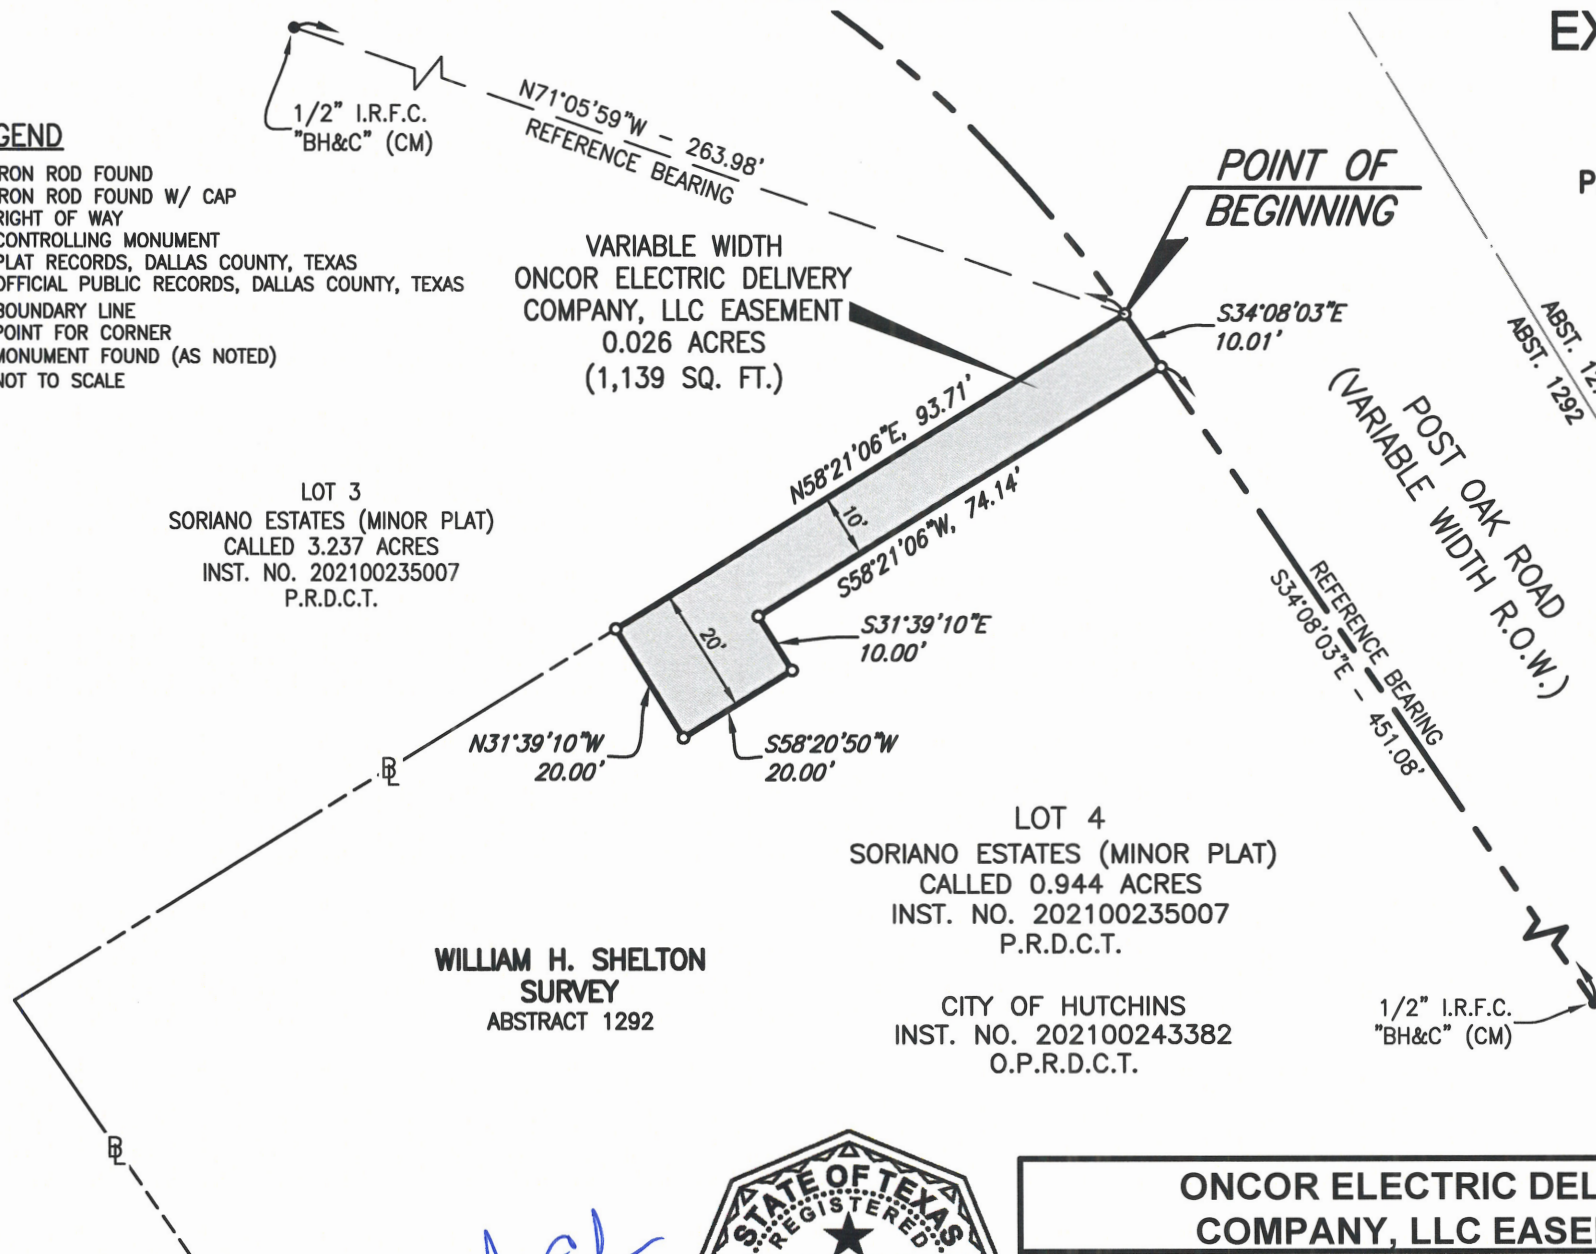 1/2" I.R.F.C.
"BH&C" (CM)
N71°05'59"W - 263.98'
REFERENCE BEARING
RON ROD FOUND
RON ROD FOUND W/ CAP
RIGHT OF WAY
CONTROLLING MONUMENT
PLAT RECORDS, DALLAS COUNTY, TEXAS
OFFICIAL PUBLIC RECORDS, DALLAS COUNTY, TEXAS
BOUNDARY LINE
POINT FOR CORNER
MONUMENT FOUND (AS NOTED)
NOT TO SCALE
VARIABLE WIDTH
ONCOR ELECTRIC DELIVERY
COMPANY, LLC EASEMENT
0.026 ACRES
(1,139 SQ. FT.)
POINT OF
BEGINNING
P
S34°08'03"E
10.01'
ABST. 1292
POST OAK ROAD
(VARIABLE WIDTH R.O.W.)
N58°21'06"E, 93.71'
10'
S58°21'06"W, 74.14'
LOT 3
SORIANO ESTATES (MINOR PLAT)
CALLED 3.237 ACRES
INST. NO. 202100235007
P.R.D.C.T.
20'
S31°39'10"E
10.00'
N31°39'10"W
20.00'
S58°20'50"W
20.00'
REFERENCE BEARING
S34°08'03"E - 451.08'
BL
LOT 4
SORIANO ESTATES (MINOR PLAT)
CALLED 0.944 ACRES
INST. NO. 202100235007
P.R.D.C.T.
WILLIAM H. SHELTON
SURVEY
ABSTRACT 1292
CITY OF HUTCHINS
INST. NO. 202100243382
O.P.R.D.C.T.
1/2" I.R.F.C.
"BH&C" (CM)
BL
STATE OF TEXAS
REGISTERED
ONCOR ELECTRIC DEL
COMPANY, LLC EASE